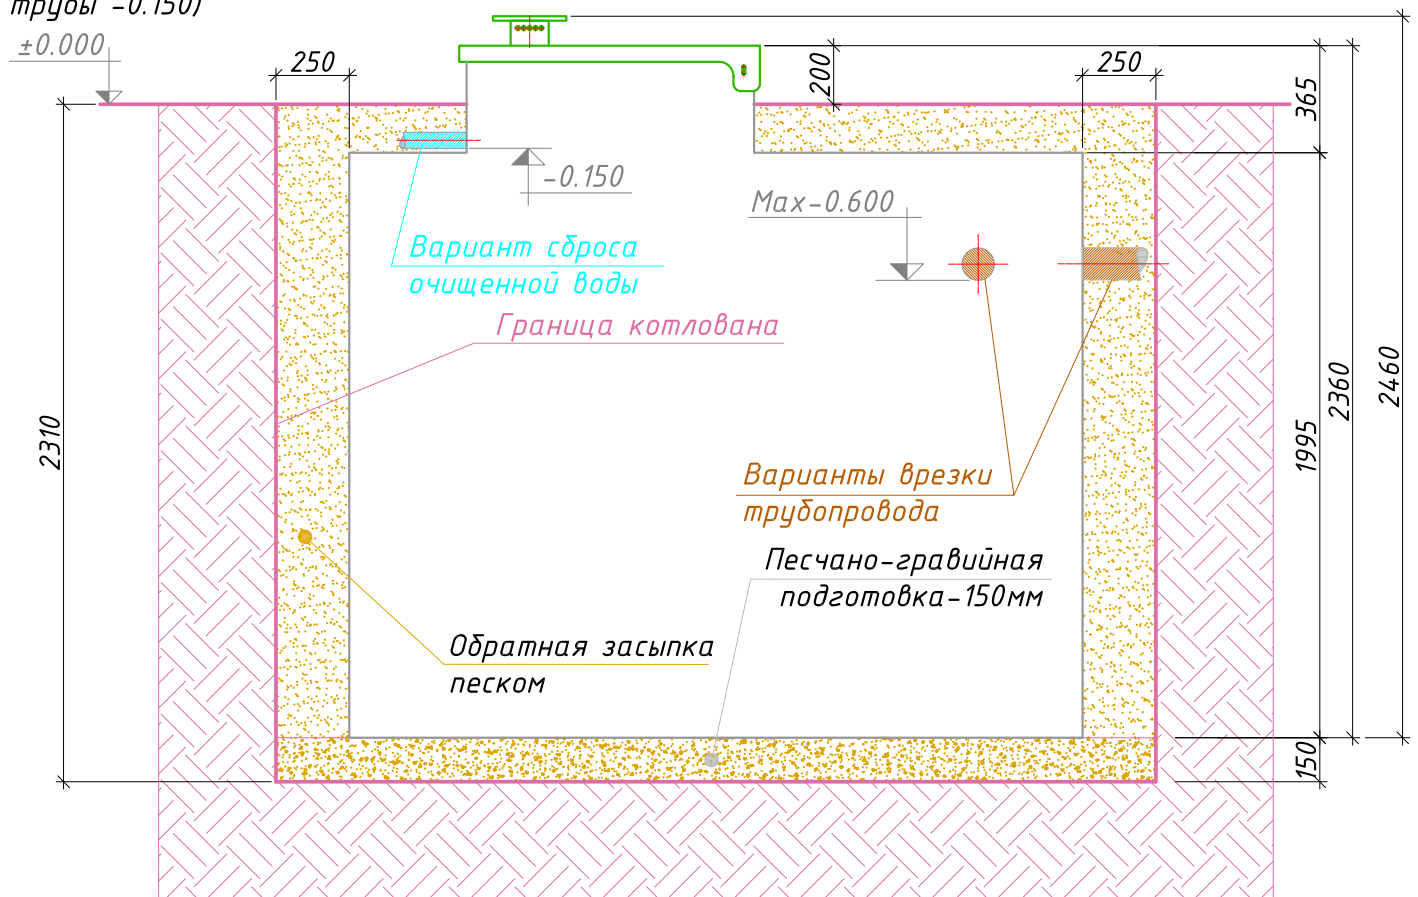 трубы -0.150)
±0.000
250
200
250
365
-0.150
Max-0.600
Вариант сброса
очищенной воды
Граница котлована
2310
1995
2360
2460
Варианты врезки
трубопровода
Песчано-гравийная
подготовка-150мм
Обратная засыпка
песком
150